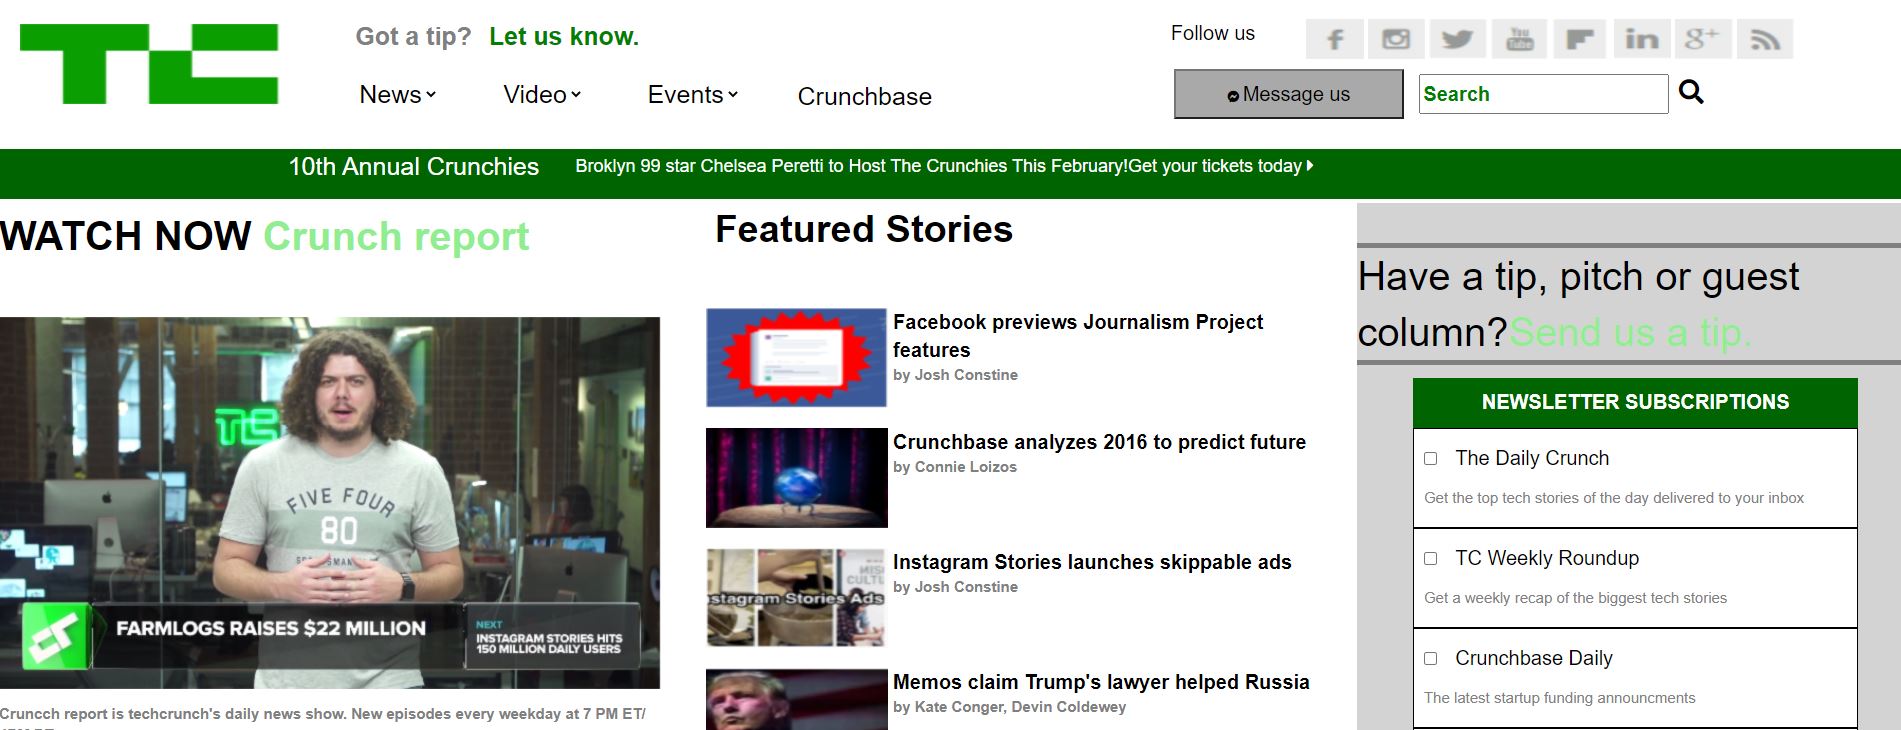 TC
Got a tip? Let us know.
Follow us
f
You Tube
in
g+
News
Video
Events
Crunchbase
Message us
Search
10th Annual Crunchies
Broklyn 99 star Chelsea Peretti to Host The Crunchies This February!Get your tickets today
WATCH NOW Crunch report
TC
FIVE FOUR
80
FARMLOGS RAISES $22 MILLION
NEXT
INSTAGRAM STORIES HITS
150 MILLION DAILY USERS
Cruncch report is techcrunch's daily news show. New episodes every weekday at 7 PM ET/
Featured Stories
Facebook previews Journalism Project
features
by Josh Constine
Crunchbase analyzes 2016 to predict future
by Connie Loizos
Instagram Stories launches skippable ads
by Josh Constine
stagram Stories Ads
Memos claim Trump's lawyer helped Russia
by Kate Conger, Devin Coldewey
Have a tip, pitch or guest
column?Send us a tip.
NEWSLETTER SUBSCRIPTIONS
The Daily Crunch
Get the top tech stories of the day delivered to your inbox
TC Weekly Roundup
Get a weekly recap of the biggest tech stories
Crunchbase Daily
The latest startup funding announcments